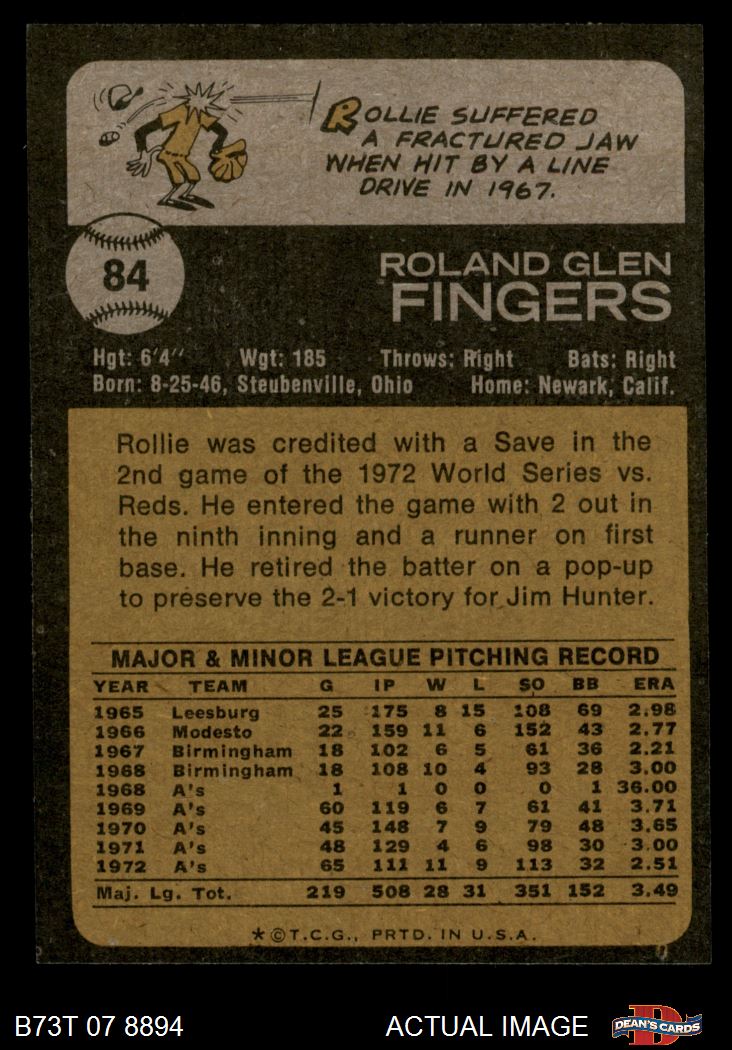 ROLLIE SUFFERED
A FRACTURED JAW
WHEN HIT BY A LINE
DRIVE IN 1967.
84
ROLAND GLEN
FINGERS
Hgt: 6'4" Wgt: 185 Throws: Right Bats: Right
Born: 8-25-46, Steubenville, Ohio Home: Newark, Calif.
Rollie was credited with a Save in the
2nd game of the 1972 World Series vs.
Reds. He entered the game with 2 out in
the ninth inning and a runner on first
base. He retired the batter on a pop-up
to preserve the 2-1 victory for Jim Hunter.
MAJOR & MINOR LEAGUE PITCHING RECORD
YEAR TEAM G IP W L SO BB ERA
1965 Leesburg 25 175 8 15 108 69 2.98
1966 Modesto 22 159 11 6 152 43 2.77
1967 Birmingham 18 102 6 5 61 36 2.21
1968 Birmingham 18 108 10 4 93 28 3.00
1968 A's 1 1 0 0 0 1 36.00
1969 A's 60 119 6 7 61 41 3.71
1970 A's 45 148 7 9 79 48 3.65
1971 A's 48 129 4 6 98 30 3.00
1972 A's 65 111 11 9 113 32 2.51
Maj. Lg. Tot. 219 508 28 31 351 152 3.49
*©T.C.G., PRTD. IN U.S.A.
B73T 07 8894 ACTUAL IMAGE D DEAN'S CARDS